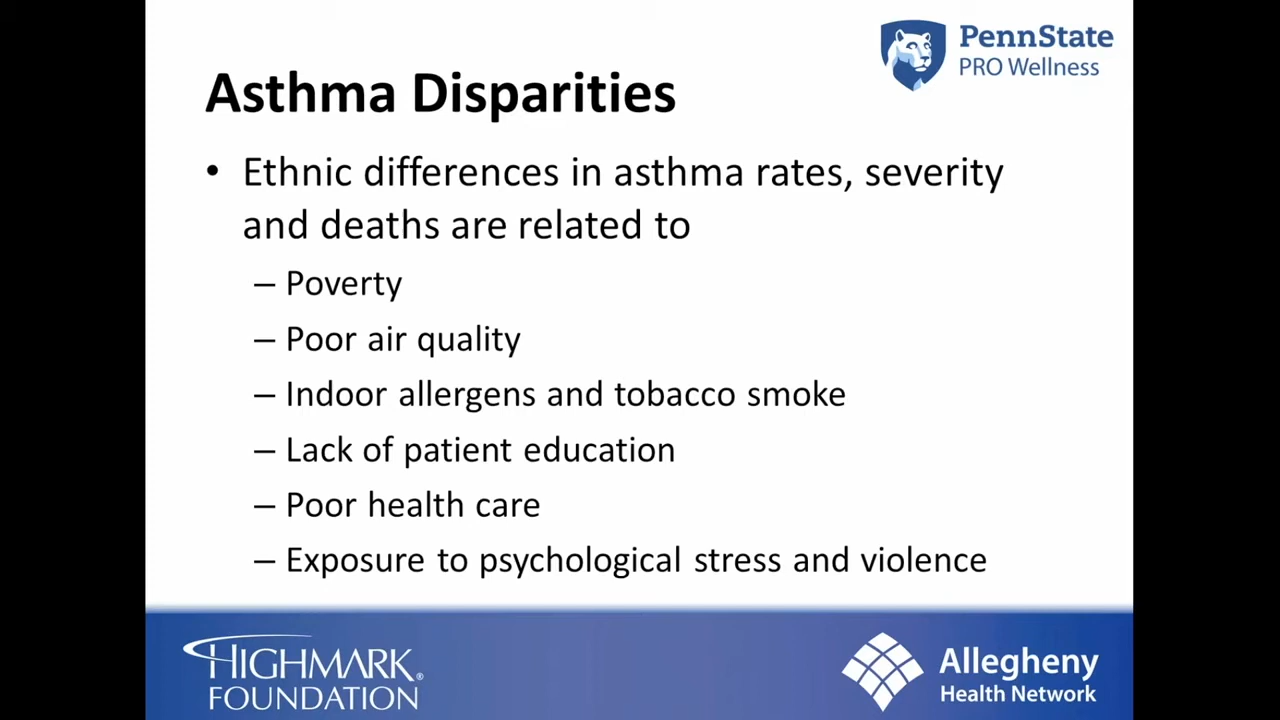 PennState
PRO Wellness
Asthma Disparities
• Ethnic differences in asthma rates, severity
and deaths are related to
– Poverty
– Poor air quality
– Indoor allergens and tobacco smoke
– Lack of patient education
– Poor health care
– Exposure to psychological stress and violence
HIGHMARK®
FOUNDATION
Allegheny
Health Network